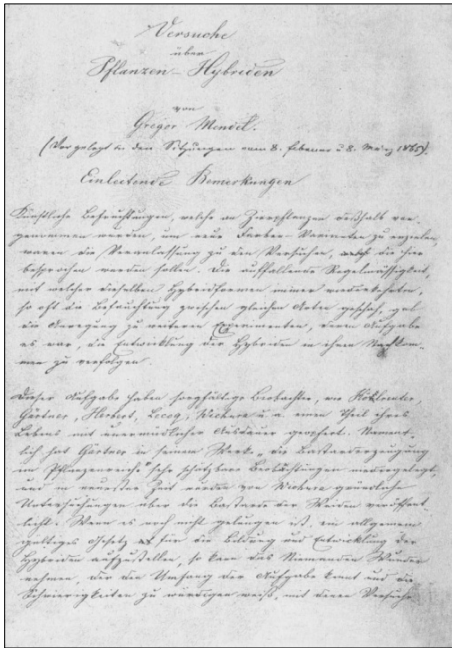 Versuche
über
Pflanzen-Hybriden
von
Gregor Mendel.
(Vorgelegt in den Sitzungen vom 8. Februar u 8. März 1865).
Einleitende Bemerkungen
Künstliche Befruchtungen, welche an Zierpflanzen deßhalb vor-
genommen wurden, um neue Farben-Varianten zu erzielen,
waren die Veranlassung zu den Versuchen, die hier
besprochen werden sollen. Die auffallende Regelmässigkeit,
mit welcher dieselben Hybridformen immer wiederkehrten,
so oft die Befruchtung zwischen gleichen Arten geschah, gab
die Anregung zu weiteren Experimenten, deren Aufgabe
es war, die Entwicklung der Hybriden in ihren Nachkom-
men zu verfolgen.
Dieser Aufgabe haben sorgfältige Beobachter, wie Kölreuter,
Gärtner, Herbert, Lecoq, Wichura u. a. einen Theil ihres
Lebens mit unermüdlicher Ausdauer geopfert. Nament-
lich hat Gärtner in seinem Werke „die Bastarderzeugung
im Pflanzenreiche" sehr schätzbare Beobachtungen niedergelegt,
und in neuester Zeit wurden von Wichura gründliche
Untersuchungen über die Bastarde der Weiden veröffent-
licht. Wenn es noch nicht gelungen ist, ein allgemein
giltiges Gesetz für die Bildung und Entwicklung der
Hybriden aufzustellen, so kann das Niemanden Wunder
nehmen, der den Umfang der Aufgabe kennt und die
Schwierigkeiten zu würdigen weiß, mit denen Versuche